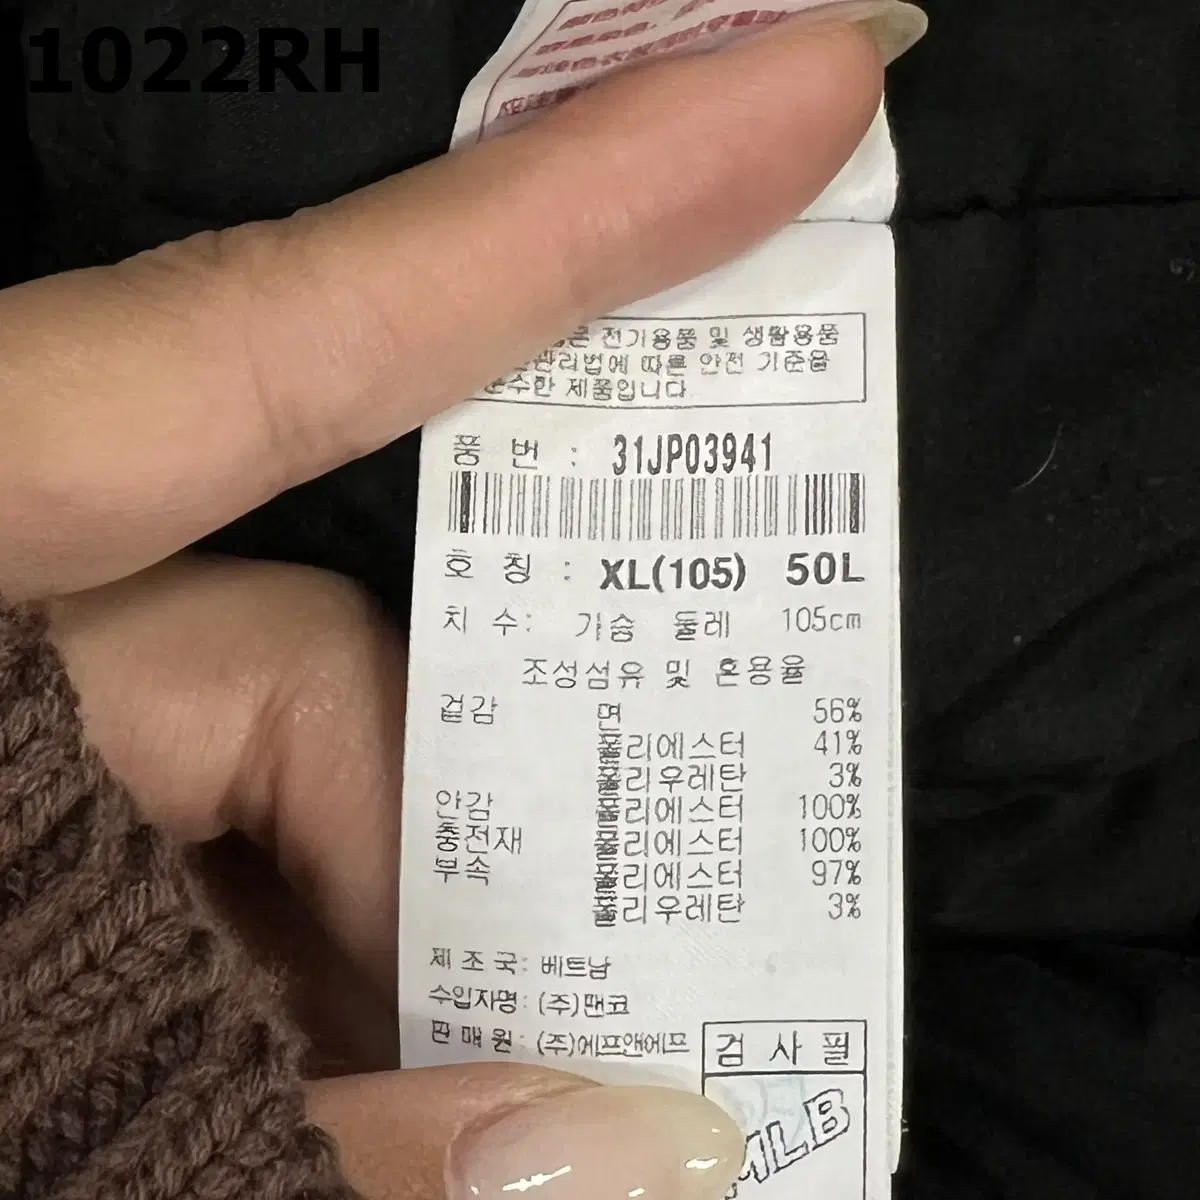 1022RH
전기용품 및 생활용품
관리법에 따른 안전 기준을
준수한 제품입니다
품 번 : 31JP03941
호 칭 : XL(105) 50L
치 수: 가슴 둘레 105cm
조성섬유 및 혼용율
겉감 면 56%
폴리에스터 41%
폴리우레탄 3%
안감 폴리에스터 100%
충전재 폴리에스터 100%
부속 폴리에스터 97%
폴리우레탄 3%
제 조 국: 베트남
수입자명: (주)팬코
판 매 원: (주)에프앤에프
검 사 필
MLB